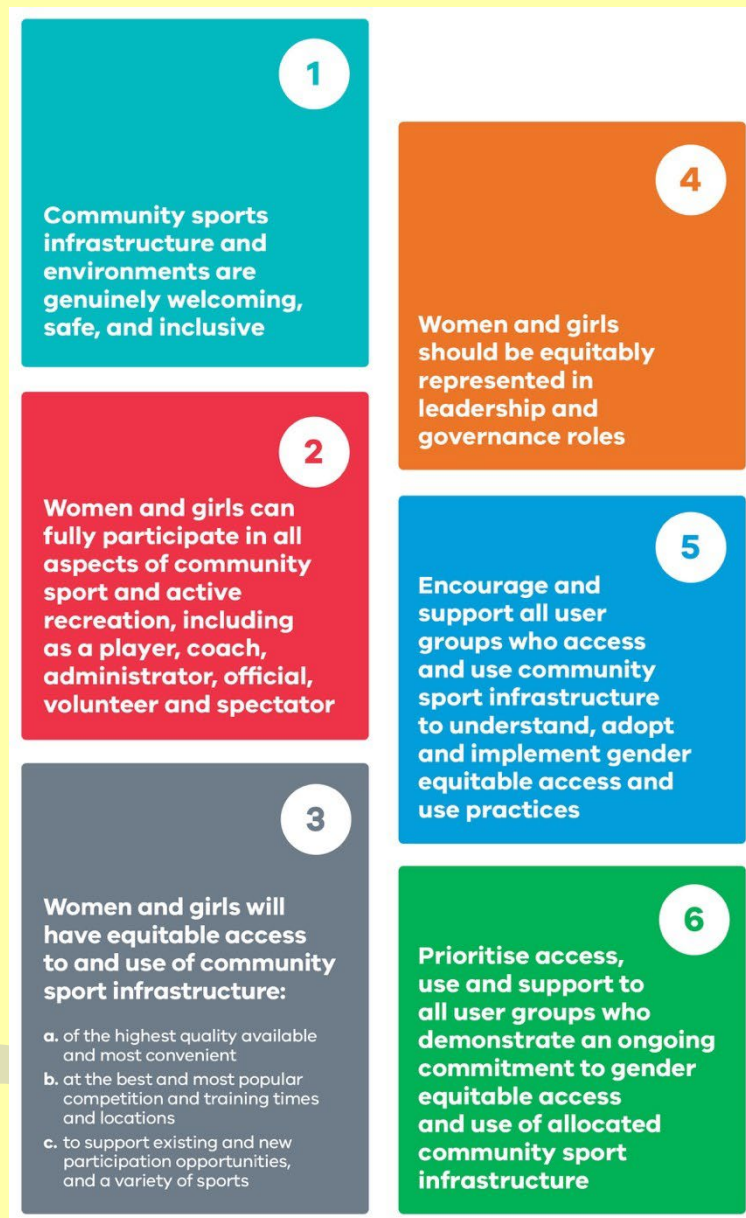 1
Community sports
infrastructure and
environments are
genuinely welcoming,
safe, and inclusive
2
Women and girls can
fully participate in all
aspects of community
sport and active
recreation, including
as a player, coach,
administrator, official,
volunteer and spectator
3
Women and girls will
have equitable access
to and use of community
sport infrastructure:
a. of the highest quality available
and most convenient
b. at the best and most popular
competition and training times
and locations
c. to support existing and new
participation opportunities,
and a variety of sports
4
Women and girls
should be equitably
represented in
leadership and
governance roles
5
Encourage and
support all user
groups who access
and use community
sport infrastructure
to understand, adopt
and implement gender
equitable access and
use practices
6
Prioritise access,
use and support to
all user groups who
demonstrate an ongoing
commitment to gender
equitable access
and use of allocated
community sport
infrastructure